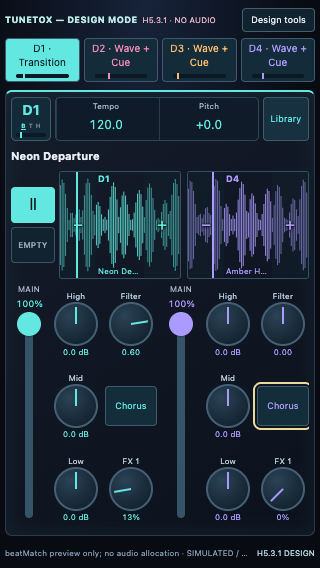 TUNETOX — DESIGN MODE H5.3.1 · NO AUDIO
Design tools
D1 · Transition
D2 · Wave + Cue
D3 · Wave + Cue
D4 · Wave + Cue
D1
B T H
Tempo
120.0
Pitch
+0.0
Library
Neon Departure
D1
D4
EMPTY
Neon De...
Amber H...
MAIN
100%
High
0.0 dB
Filter
0.60
MAIN
100%
High
0.0 dB
Filter
0.00
Mid
0.0 dB
Chorus
Mid
0.0 dB
Chorus
Low
0.0 dB
FX 1
13%
Low
0.0 dB
FX 1
0%
beatMatch preview only; no audio allocation · SIMULATED / ...
H5.3.1 DESIGN